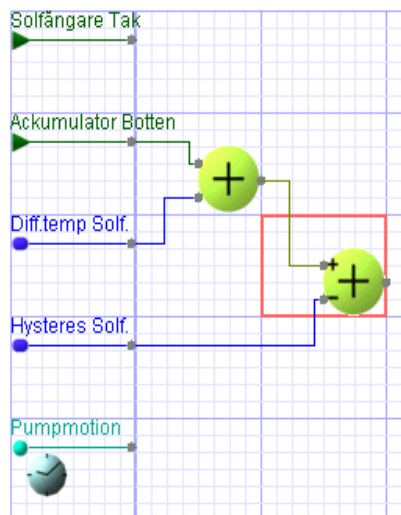 Solfångare Tak
Ackumulator Botten
Diff.temp Solf.
Hysteres Solf.
Pumpmotion